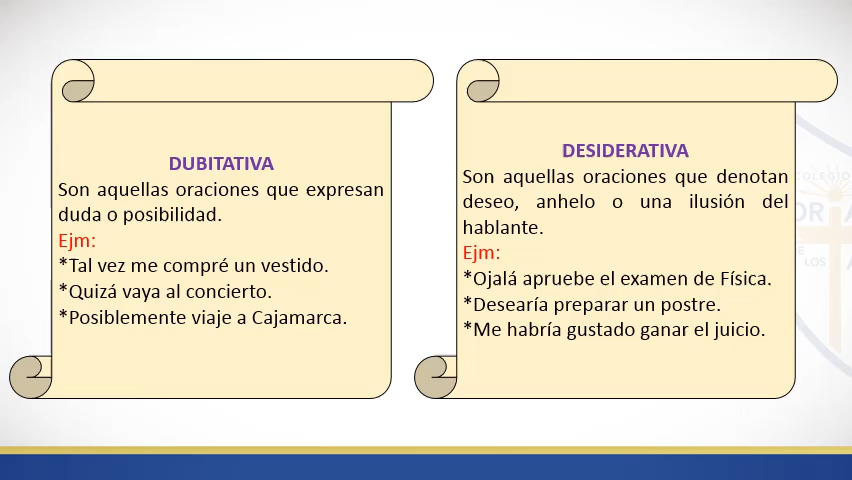 DUBITATIVA
Son aquellas oraciones que expresan
duda o posibilidad.
Ejm:
*Tal vez me compré un vestido.
*Quizá vaya al concierto.
*Posiblemente viaje a Cajamarca.
DESIDERATIVA
Son aquellas oraciones que denotan
deseo, anhelo o una ilusión del
hablante.
Ejm:
*Ojalá apruebe el examen de Física.
*Desearía preparar un postre.
*Me habría gustado ganar el juicio.
COLEGIO
LOS